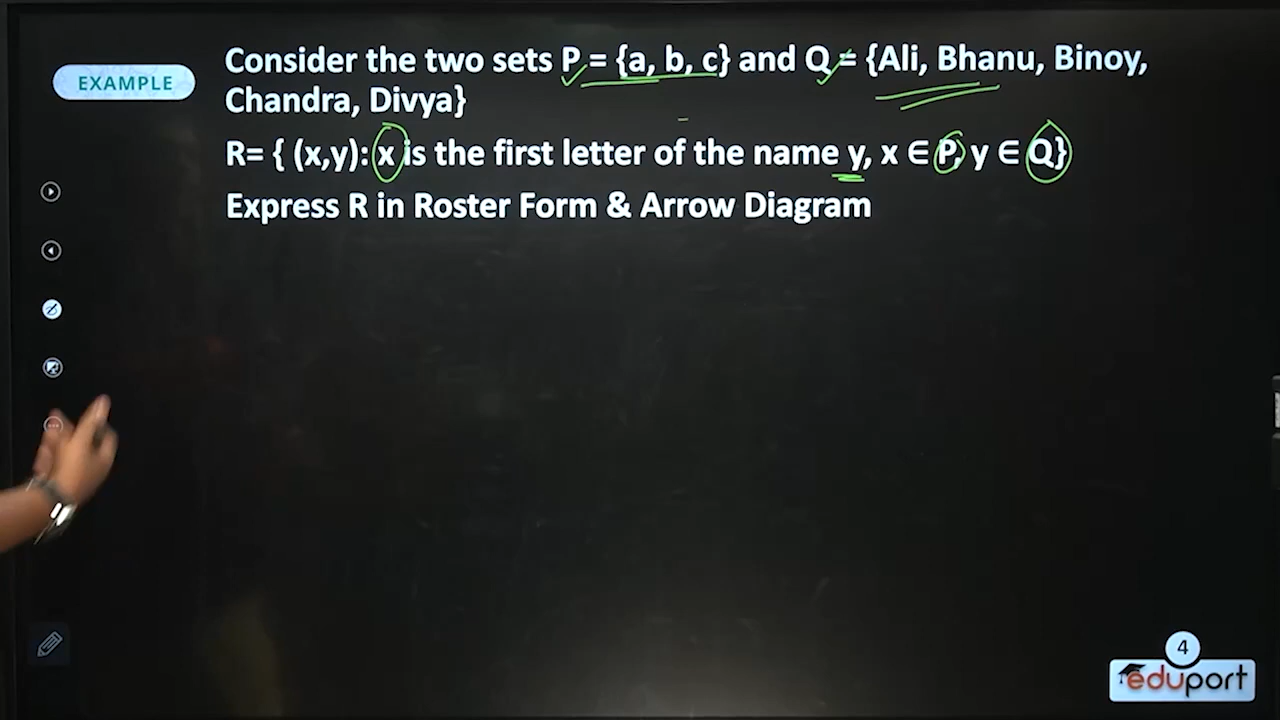 EXAMPLE
Consider the two sets P = {a, b, c} and Q = {Ali, Bhanu, Binoy,
Chandra, Divya}
R= { (x,y): x is the first letter of the name y, x ∈ P, y ∈ Q}
Express R in Roster Form & Arrow Diagram
4
eduport